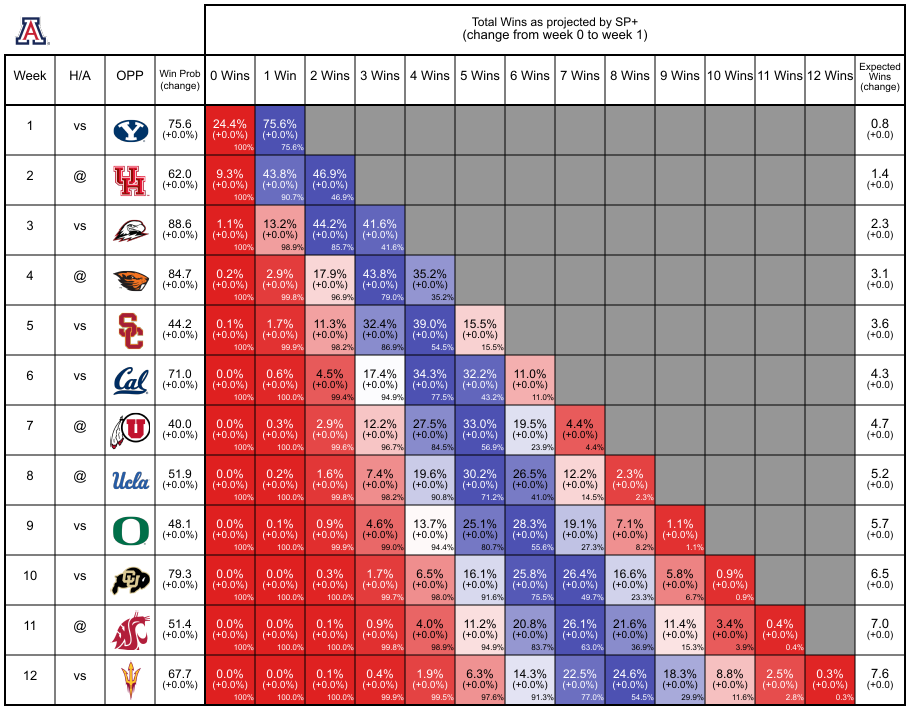 A
Total Wins as projected by SP+
(change from week 0 to week 1)
Week H/A OPP Win Prob (change) 0 Wins 1 Win 2 Wins 3 Wins 4 Wins 5 Wins 6 Wins 7 Wins 8 Wins 9 Wins 10 Wins 11 Wins 12 Wins Expected Wins (change)
1 vs Y 75.6 24.4% 75.6% 0.8
(+0.0%) (+0.0%) (+0.0%) (+0.0)
100% 75.6%
2 @ UH 62.0 9.3% 43.8% 46.9% 1.4
(+0.0%) (+0.0%) (+0.0%) (+0.0%) (+0.0)
100% 90.7% 46.9%
3 vs 88.6 1.1% 13.2% 44.2% 41.6% 2.3
(+0.0%) (+0.0%) (+0.0%) (+0.0%) (+0.0%) (+0.0)
100% 98.9% 85.7% 41.6%
4 @ 84.7 0.2% 2.9% 17.9% 43.8% 35.2% 3.1
(+0.0%) (+0.0%) (+0.0%) (+0.0%) (+0.0%) (+0.0%) (+0.0)
100% 99.8% 96.9% 79.0% 35.2%
5 vs SC 44.2 0.1% 1.7% 11.3% 32.4% 39.0% 15.5% 3.6
(+0.0%) (+0.0%) (+0.0%) (+0.0%) (+0.0%) (+0.0%) (+0.0%) (+0.0)
100% 99.9% 98.2% 86.9% 54.5% 15.5%
6 vs Cal 71.0 0.0% 0.6% 4.5% 17.4% 34.3% 32.2% 11.0% 4.3
(+0.0%) (+0.0%) (+0.0%) (+0.0%) (+0.0%) (+0.0%) (+0.0%) (+0.0%) (+0.0)
100% 100.0% 99.4% 94.9% 77.5% 43.2% 11.0%
7 @ U 40.0 0.0% 0.3% 2.9% 12.2% 27.5% 33.0% 19.5% 4.4% 4.7
(+0.0%) (+0.0%) (+0.0%) (+0.0%) (+0.0%) (+0.0%) (+0.0%) (+0.0%) (+0.0%) (+0.0)
100% 100.0% 99.6% 96.7% 84.5% 56.9% 23.9% 4.4%
8 @ Ucla 51.9 0.0% 0.2% 1.6% 7.4% 19.6% 30.2% 26.5% 12.2% 2.3% 5.2
(+0.0%) (+0.0%) (+0.0%) (+0.0%) (+0.0%) (+0.0%) (+0.0%) (+0.0%) (+0.0%) (+0.0%) (+0.0)
100% 100.0% 99.8% 98.2% 90.8% 71.2% 41.0% 14.5% 2.3%
9 vs O 48.1 0.0% 0.1% 0.9% 4.6% 13.7% 25.1% 28.3% 19.1% 7.1% 1.1% 5.7
(+0.0%) (+0.0%) (+0.0%) (+0.0%) (+0.0%) (+0.0%) (+0.0%) (+0.0%) (+0.0%) (+0.0%) (+0.0%) (+0.0)
100% 100.0% 99.9% 99.0% 94.4% 80.7% 55.6% 27.3% 8.2% 1.1%
10 vs CU 79.3 0.0% 0.0% 0.3% 1.7% 6.5% 16.1% 25.8% 26.4% 16.6% 5.8% 0.9% 6.5
(+0.0%) (+0.0%) (+0.0%) (+0.0%) (+0.0%) (+0.0%) (+0.0%) (+0.0%) (+0.0%) (+0.0%) (+0.0%) (+0.0%) (+0.0)
100% 100.0% 100.0% 99.7% 98.0% 91.6% 75.5% 49.7% 23.3% 6.7% 0.9%
11 @ 51.4 0.0% 0.0% 0.1% 0.9% 4.0% 11.2% 20.8% 26.1% 21.6% 11.4% 3.4% 0.4% 7.0
(+0.0%) (+0.0%) (+0.0%) (+0.0%) (+0.0%) (+0.0%) (+0.0%) (+0.0%) (+0.0%) (+0.0%) (+0.0%) (+0.0%) (+0.0%) (+0.0)
100% 100.0% 100.0% 99.8% 98.9% 94.9% 83.7% 63.0% 36.9% 15.3% 3.9% 0.4%
12 vs 67.7 0.0% 0.0% 0.1% 0.4% 1.9% 6.3% 14.3% 22.5% 24.6% 18.3% 8.8% 2.5% 0.3% 7.6
(+0.0%) (+0.0%) (+0.0%) (+0.0%) (+0.0%) (+0.0%) (+0.0%) (+0.0%) (+0.0%) (+0.0%) (+0.0%) (+0.0%) (+0.0%) (+0.0%) (+0.0)
100% 100.0% 100.0% 99.9% 99.5% 97.6% 91.3% 77.0% 54.5% 29.9% 11.6% 2.8% 0.3%